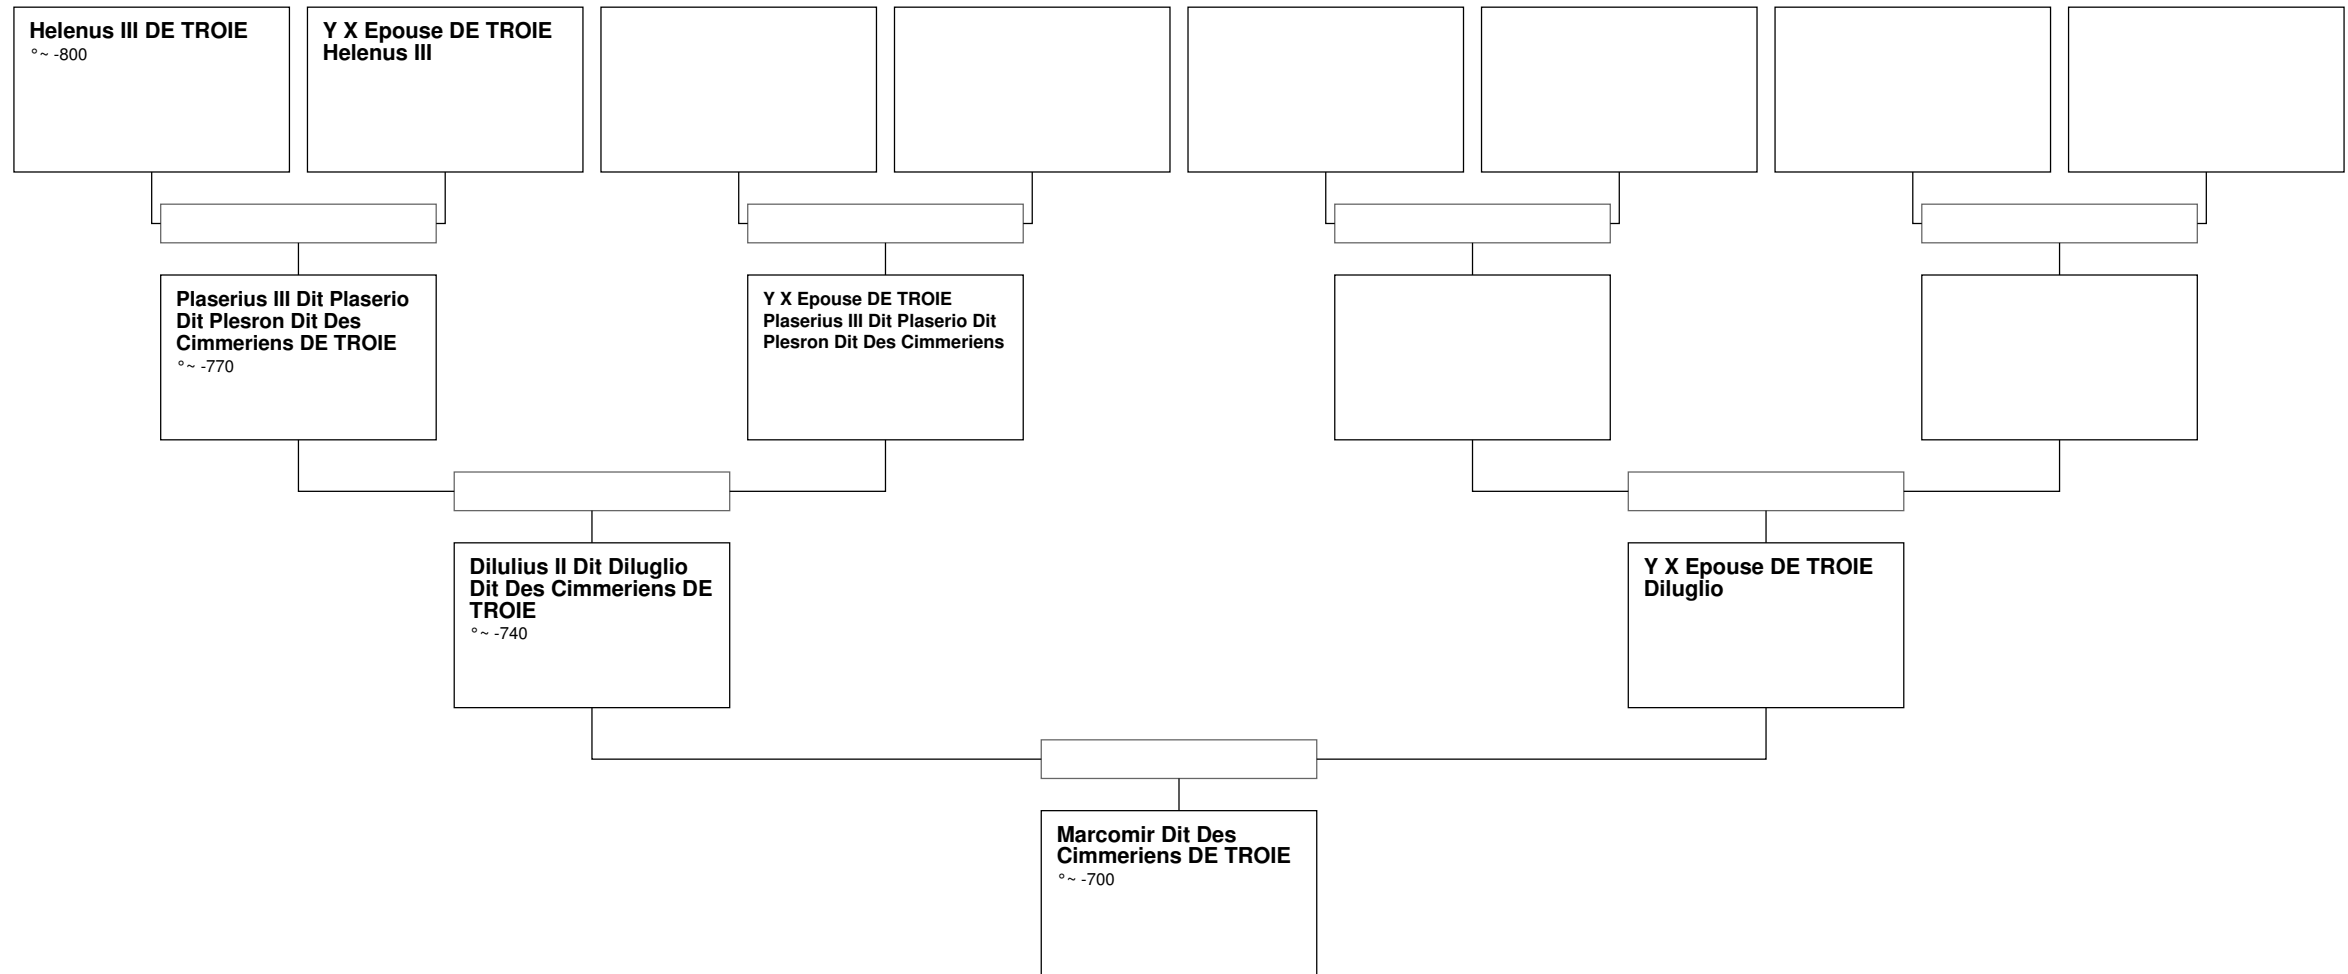 Helenus III DE TROIE
°~ -800
Y X Epouse DE TROIE
Helenus III
Plaserius III Dit Plaserio
Dit Plesron Dit Des
Cimmeriens DE TROIE
°~ -770
Y X Epouse DE TROIE
Plaserius III Dit Plaserio Dit
Plesron Dit Des Cimmeriens
Dilulius II Dit Diluglio
Dit Des Cimmeriens DE
TROIE
°~ -740
Y X Epouse DE TROIE
Diluglio
Marcomir Dit Des
Cimmeriens DE TROIE
°~ -700